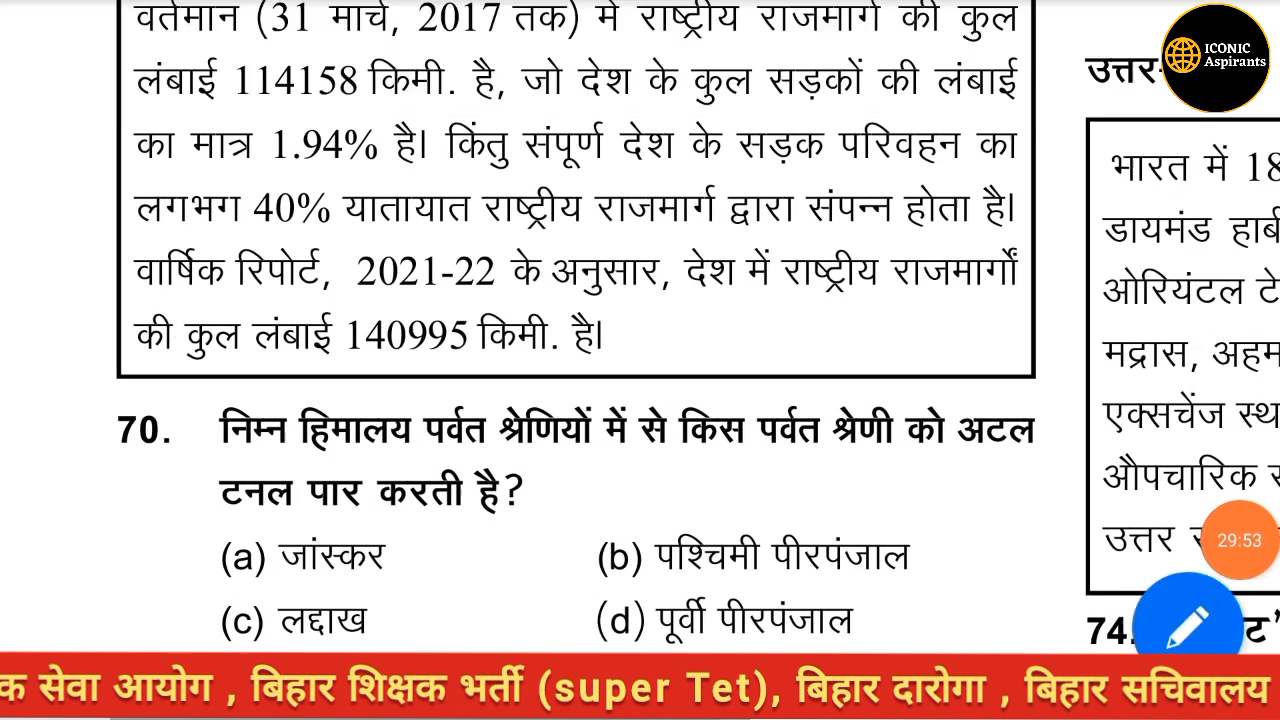 वर्तमान (31 मार्च, 2017 तक) में राष्ट्रीय राजमार्ग की कुल
लंबाई 114158 किमी. है, जो देश के कुल सड़कों की लंबाई
का मात्र 1.94% है। किंतु संपूर्ण देश के सड़क परिवहन का
लगभग 40% यातायात राष्ट्रीय राजमार्ग द्वारा संपन्न होता है।
वार्षिक रिपोर्ट, 2021-22 के अनुसार, देश में राष्ट्रीय राजमार्गों
की कुल लंबाई 140995 किमी. है।
70. निम्न हिमालय पर्वत श्रेणियों में से किस पर्वत श्रेणी को अटल
टनल पार करती है?
(a) जांस्कर (b) पश्चिमी पीरपंजाल
(c) लद्दाख (d) पूर्वी पीरपंजाल
ICONIC
Aspirants
उत्तर-
भारत में 18
डायमंड हार्ब
ओरियंटल टे
मद्रास, अहम
एक्सचेंज स्थ
औपचारिक
उत्तर
29:53
74.
क सेवा आयोग , बिहार शिक्षक भर्ती (super Tet), बिहार दारोगा , बिहार सचिवालय